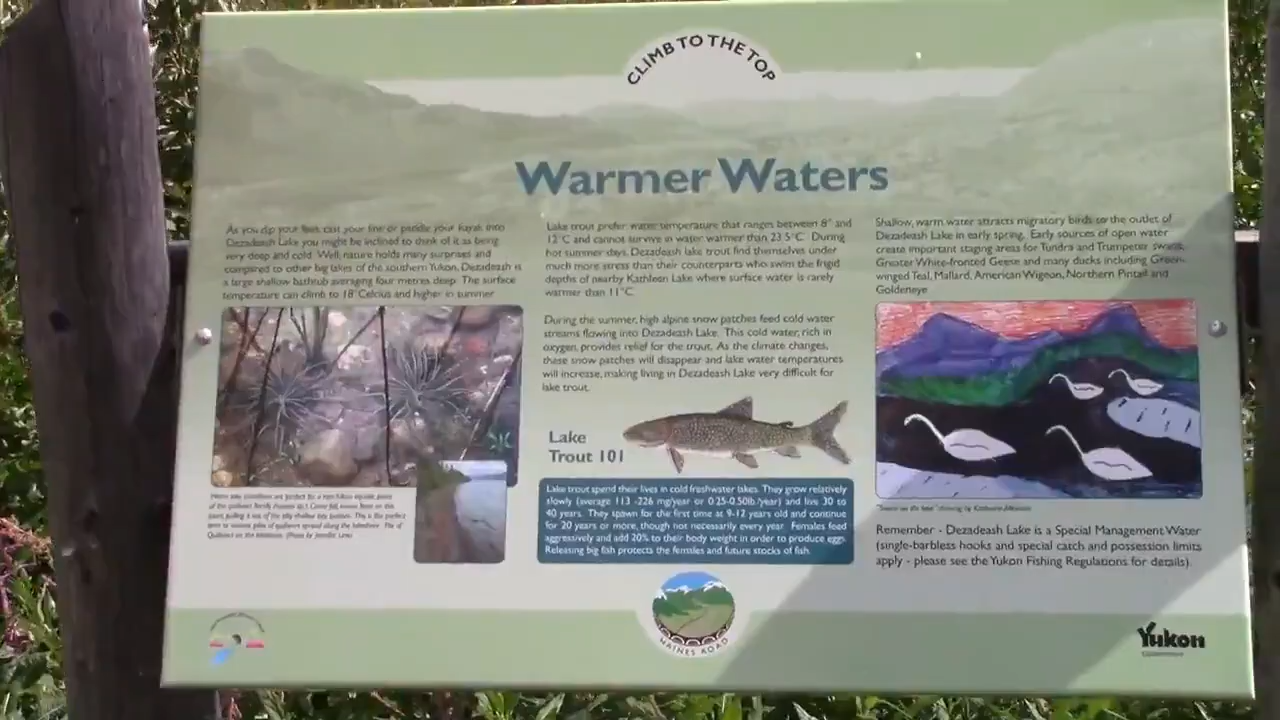 CLIMB TO THE TOP
Warmer Waters
As you dip your feet, cast your line or paddle your kayak into
Dezadeash Lake you might be inclined to think of it as being
very deep and cold. Well, nature holds many surprises and
compared to other big lakes of the southern Yukon, Dezadeash is
a large shallow bathtub averaging four metres deep. The surface
temperature can climb to 18° Celcius and higher in summer
Lake trout prefer water temperature that ranges between 8° and
12°C and cannot survive in water warmer than 23.5°C. During
hot summer days, Dezadeash lake trout find themselves under
much more stress than their counterparts who swim the frigid
depths of nearby Kathleen Lake where surface water is rarely
warmer than 11°C.
During the summer, high alpine snow patches feed cold water
streams flowing into Dezadeash Lake. This cold water, rich in
oxygen, provides relief for the trout. As the climate changes,
these snow patches will disappear and lake water temperatures
will increase, making living in Dezadeash Lake very difficult for
lake trout.
Lake
Trout 101
Lake trout spend their lives in cold freshwater lakes. They grow relatively
slowly (average 113 -226 mg/year or 0.25-0.50lb./year) and live 30 to
40 years. They spawn for the first time at 9-12 years old and continue
for 20 years or more, though not necessarily every year. Females feed
aggressively and add 20% to their body weight in order to produce eggs.
Releasing big fish protects the females and future stocks of fish.
Shallow, warm water attracts migratory birds to the outlet of
Dezadeash Lake in early spring. Early sources of open water
create important staging areas for Tundra and Trumpeter swans,
Greater White-fronted Geese and many ducks including Green-
winged Teal, Mallard, American Wigeon, Northern Pintail and
Goldeneye
Remember - Dezadeash Lake is a Special Management Water
(single-barbless hooks and special catch and possession limits
apply - please see the Yukon Fishing Regulations for details).
HAINES ROAD
Yukon
Government